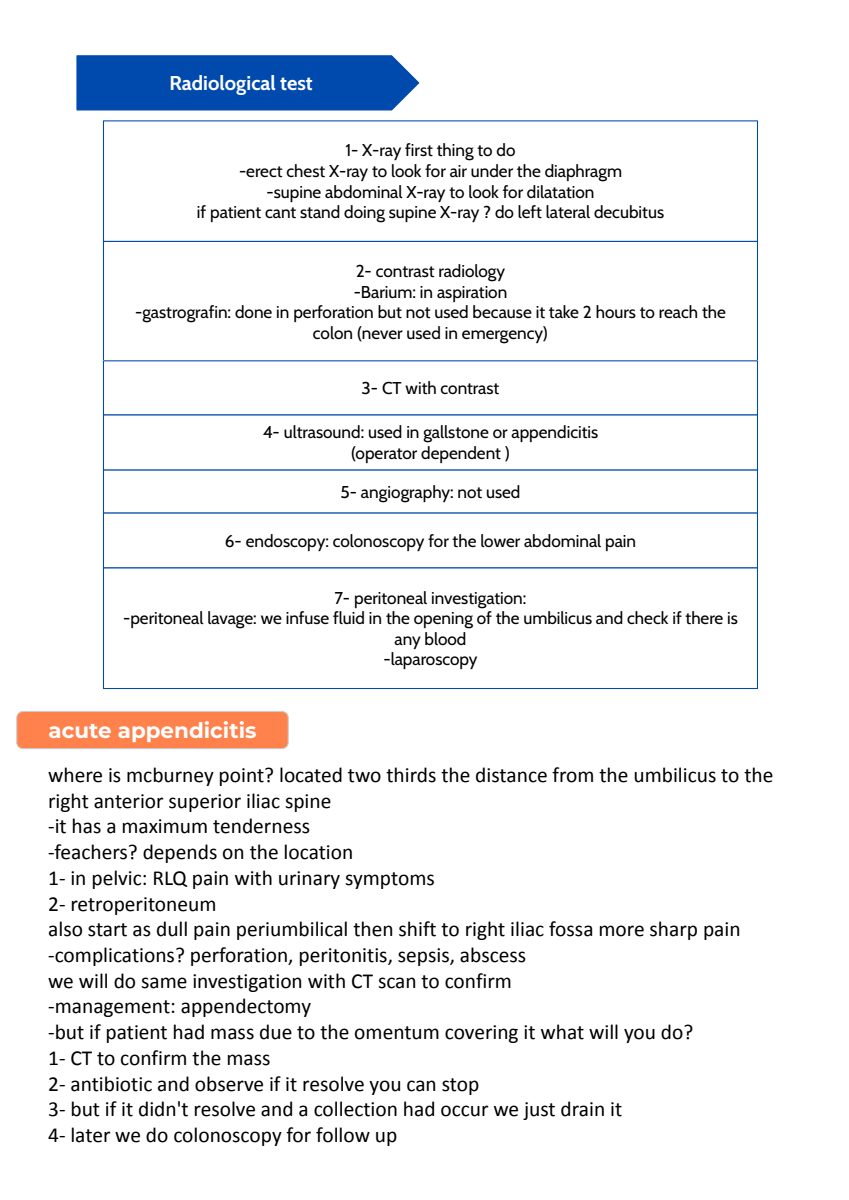 Radiological test
1- X-ray first thing to do
-erect chest X-ray to look for air under the diaphragm
-supine abdominal X-ray to look for dilatation
if patient cant stand doing supine X-ray ? do left lateral decubitus
2- contrast radiology
-Barium: in aspiration
-gastrografin: done in perforation but not used because it take 2 hours to reach the
colon (never used in emergency)
3- CT with contrast
4- ultrasound: used in gallstone or appendicitis
(operator dependent )
5- angiography: not used
6- endoscopy: colonoscopy for the lower abdominal pain
7- peritoneal investigation:
-peritoneal lavage: we infuse fluid in the opening of the umbilicus and check if there is
any blood
-laparoscopy
acute appendicitis
where is mcburney point? located two thirds the distance from the umbilicus to the
right anterior superior iliac spine
-it has a maximum tenderness
-feachers? depends on the location
1- in pelvic: RLQ pain with urinary symptoms
2- retroperitoneum
also start as dull pain periumbilical then shift to right iliac fossa more sharp pain
-complications? perforation, peritonitis, sepsis, abscess
we will do same investigation with CT scan to confirm
-management: appendectomy
-but if patient had mass due to the omentum covering it what will you do?
1- CT to confirm the mass
2- antibiotic and observe if it resolve you can stop
3- but if it didn't resolve and a collection had occur we just drain it
4- later we do colonoscopy for follow up